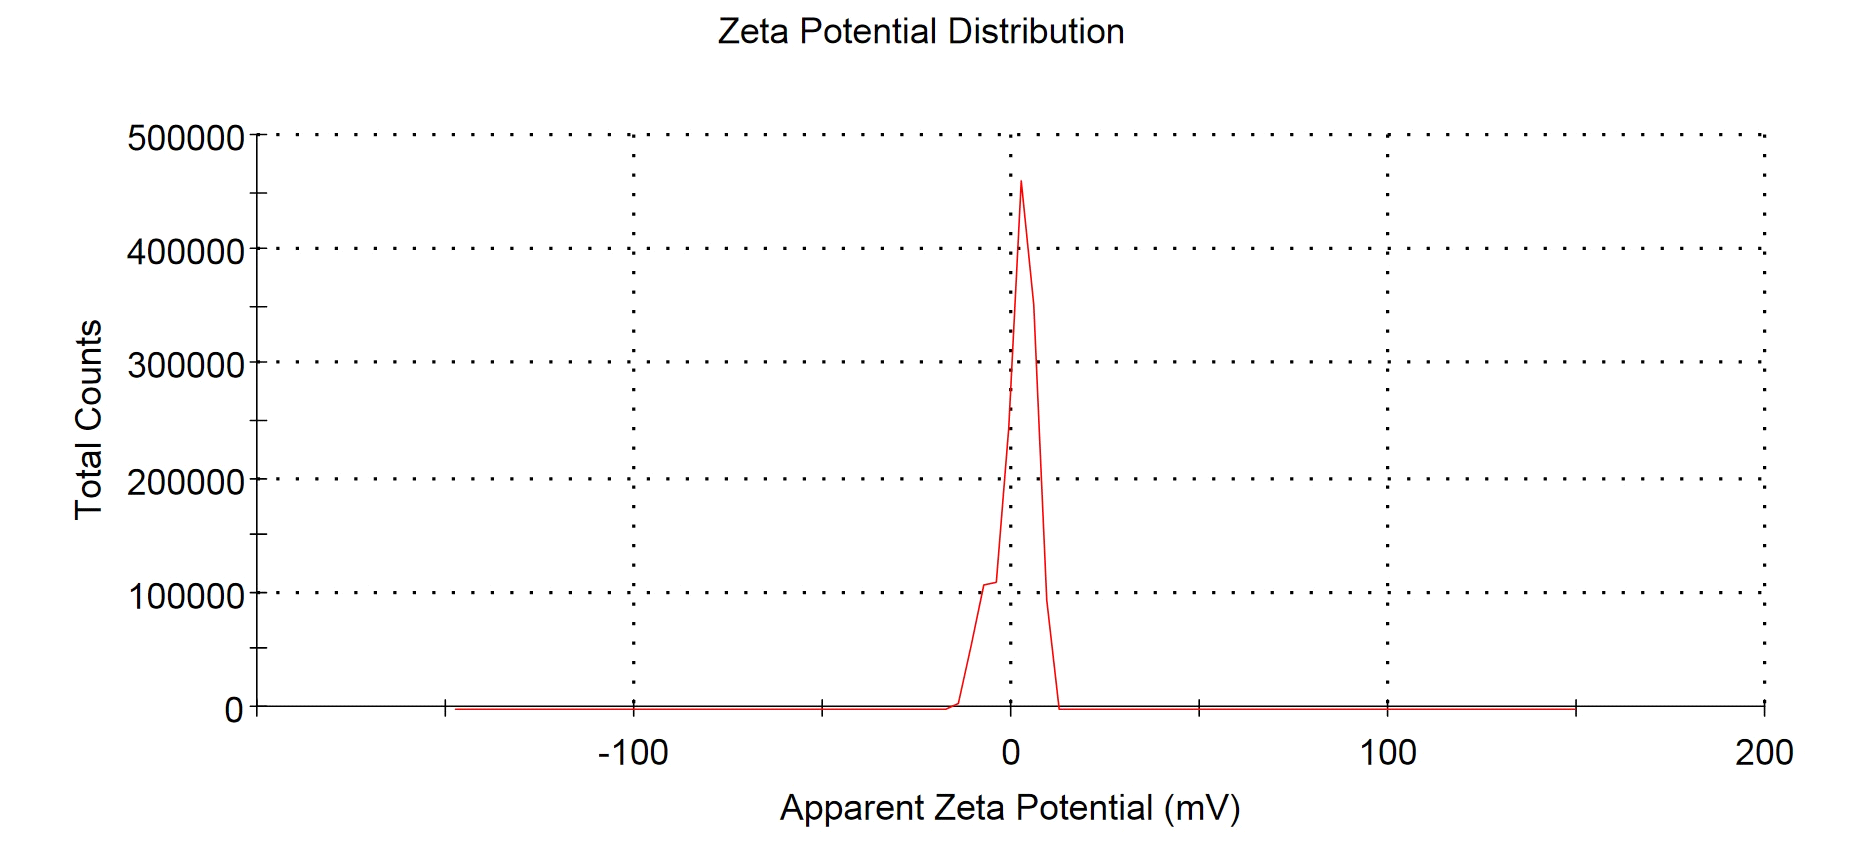 Zeta Potential Distribution
500000
400000
300000
200000
100000
0
Total Counts
-100 0 100 200
Apparent Zeta Potential (mV)